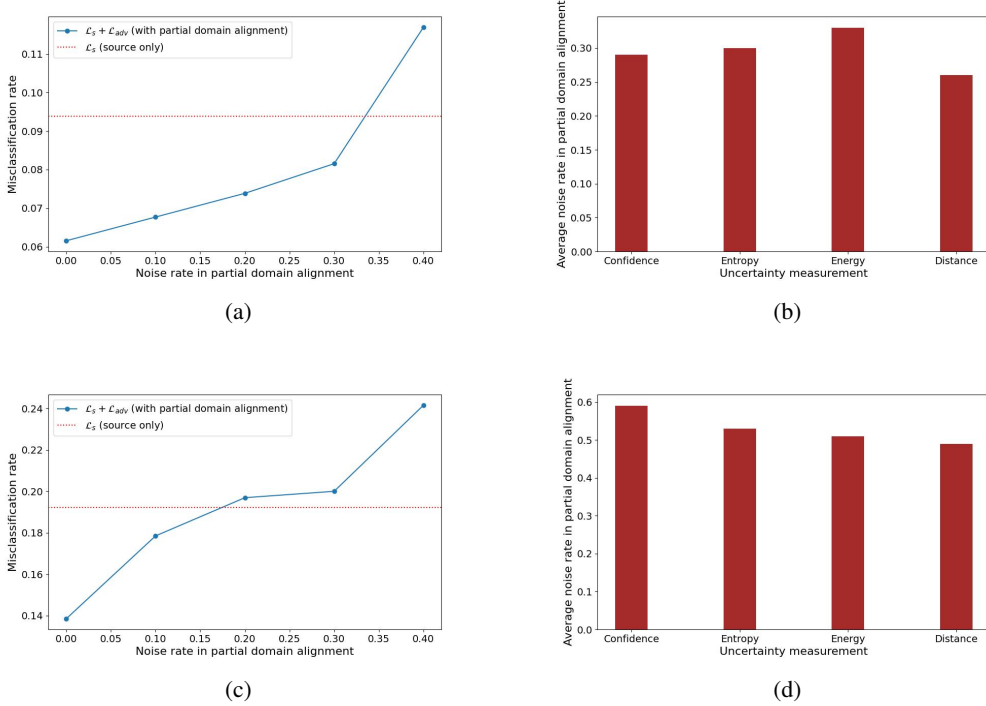 ℒs + ℒadv (with partial domain alignment)
ℒs (source only)
Misclassification rate
0.11
0.10
0.09
0.08
0.07
0.06
0.00 0.05 0.10 0.15 0.20 0.25 0.30 0.35 0.40
Noise rate in partial domain alignment
(a)
Average noise rate in partial domain alignment
0.30
0.25
0.20
0.15
0.10
0.05
0.00
Confidence Entropy Energy Distance
Uncertainty measurement
(b)
ℒs + ℒadv (with partial domain alignment)
ℒs (source only)
Misclassification rate
0.24
0.22
0.20
0.18
0.16
0.14
0.00 0.05 0.10 0.15 0.20 0.25 0.30 0.35 0.40
Noise rate in partial domain alignment
(c)
Average noise rate in partial domain alignment
0.6
0.5
0.4
0.3
0.2
0.1
0.0
Confidence Entropy Energy Distance
Uncertainty measurement
(d)